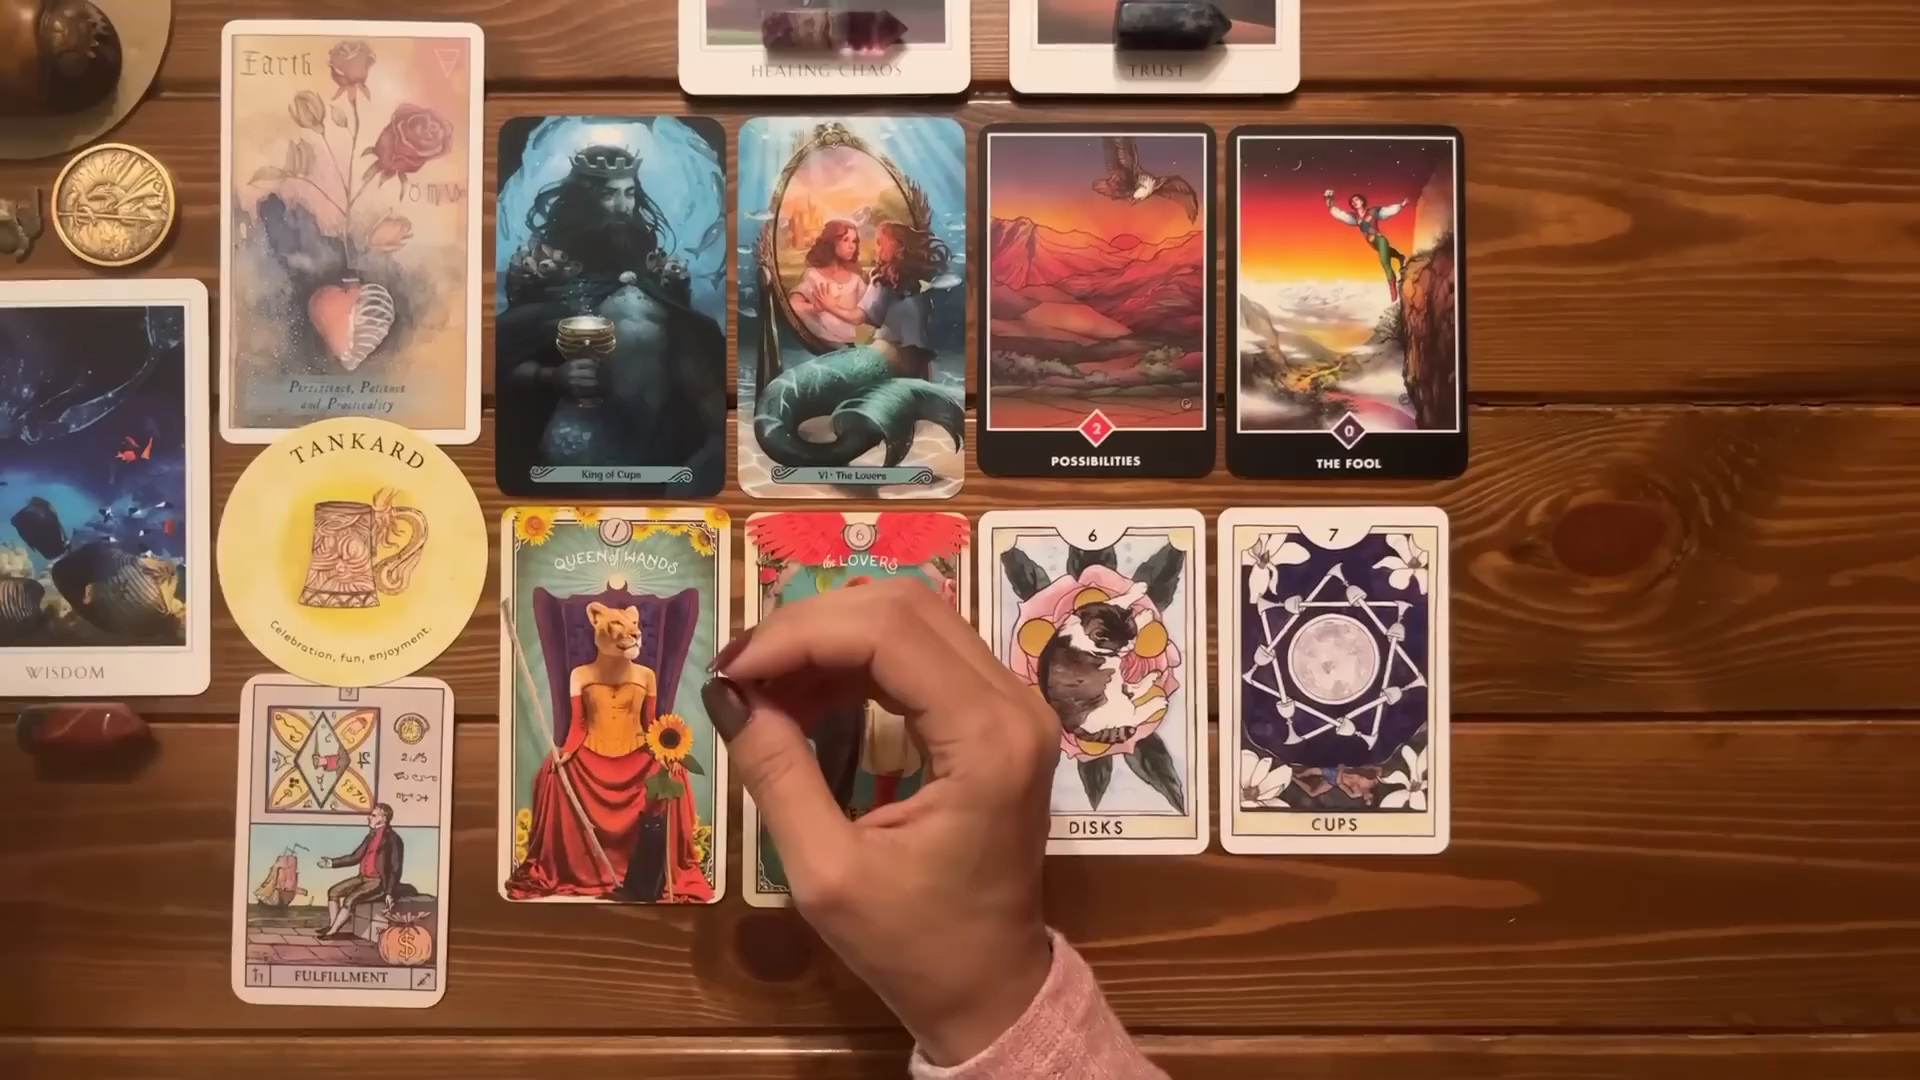 HEALING CHAOS
TRUST
Earth
Persistence, Patience
and Practicality
King of Cups
VI · The Lovers
2
POSSIBILITIES
0
THE FOOL
WISDOM
TANKARD
Celebration, fun, enjoyment.
QUEEN of WANDS
6
the LOVERS
6
DISKS
7
CUPS
9
$
FULFILLMENT